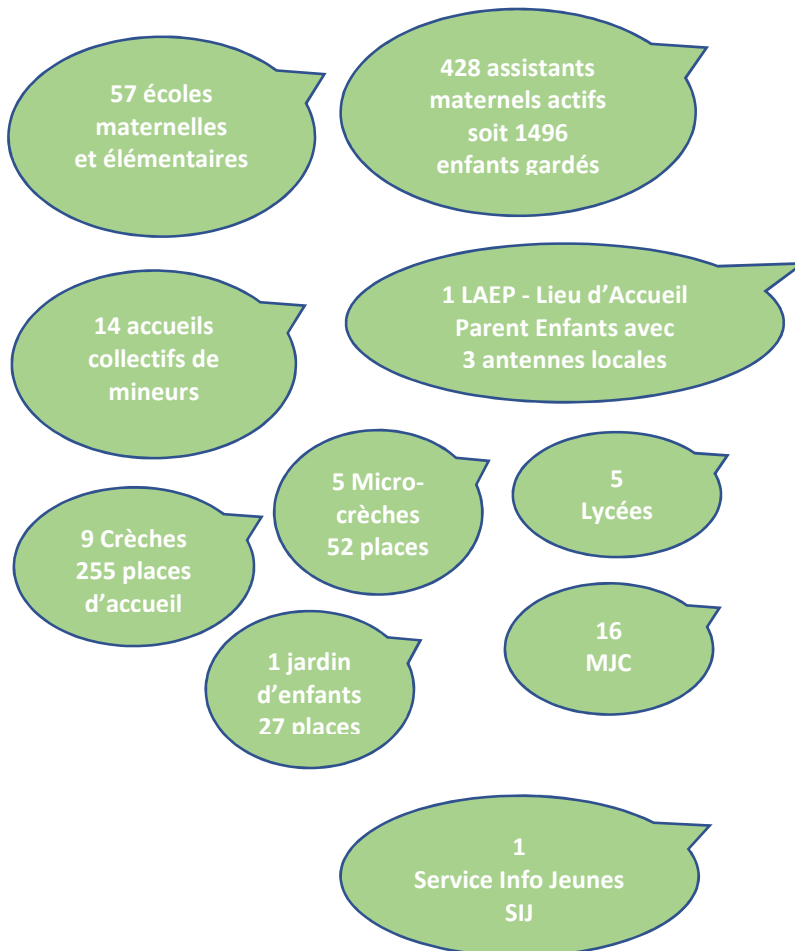 57 écoles
maternelles
et élémentaires
428 assistants
maternels actifs
soit 1496
enfants gardés
14 accueils
collectifs de
mineurs
1 LAEP - Lieu d’Accueil
Parent Enfants avec
3 antennes locales
5 Micro-
crèches
52 places
5
Lycées
9 Crèches
255 places
d’accueil
1 jardin
d’enfants
27 places
16
MJC
1
Service Info Jeunes
SIJ